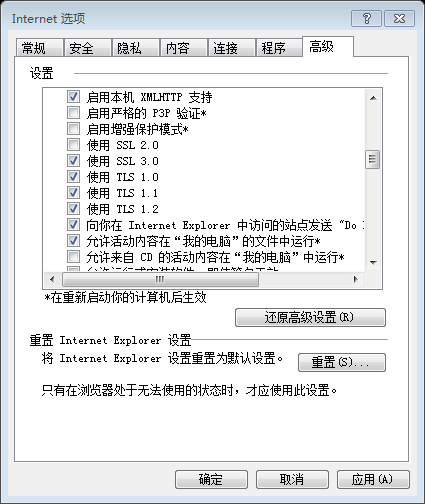 Internet 选项
常规 安全 隐私 内容 连接 程序 高级
设置
启用本机 XMLHTTP 支持
启用严格的 P3P 验证*
启用增强保护模式*
使用 SSL 2.0
使用 SSL 3.0
使用 TLS 1.0
使用 TLS 1.1
使用 TLS 1.2
向你在 Internet Explorer 中访问的站点发送 "Do
允许活动内容在“我的电脑”的文件中运行*
允许来自 CD 的活动内容在“我的电脑”中运行*
*在重新启动你的计算机后生效
还原高级设置(R)
重置 Internet Explorer 设置
将 Internet Explorer 设置重置为默认设置。
重置(S)...
只有在浏览器处于无法使用的状态时，才应使用此设置。
确定 取消 应用(A)